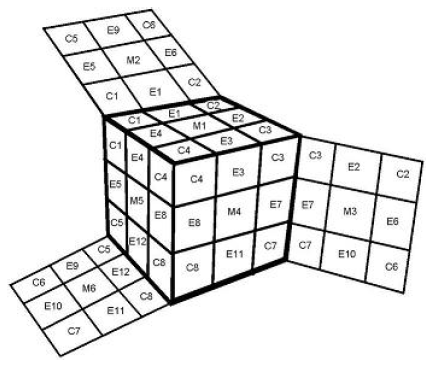 C5 E9 C6
E5 M2 E6
C1 E1 C2
C1 E1 C2
E4 M1 E2
C4 E3 C3
C1 E4 C4
E5 M5 E8
C5 E12 C8
C4 E3 C3
E8 M4 E7
C8 E11 C7
C3 E2 C2
E7 M3 E6
C7 E10 C6
C6 E9 C5
E10 M6 E12
C7 E11 C8